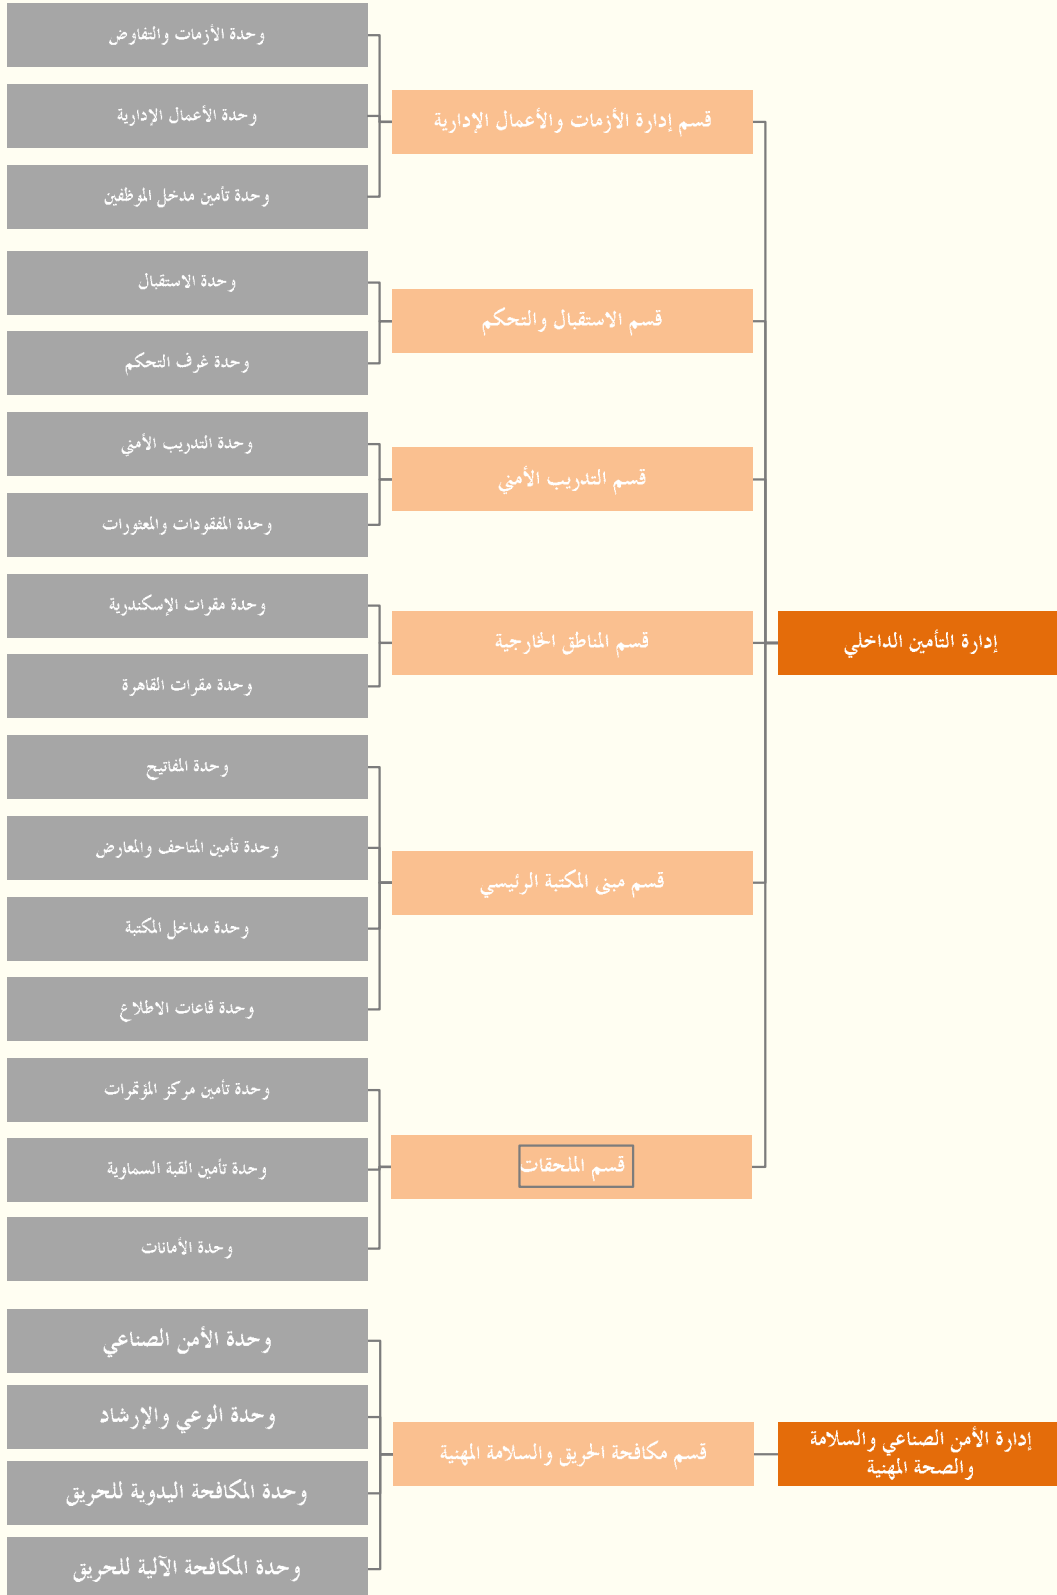 إدارة التأمين الداخلي
قسم إدارة الأزمات والأعمال الإدارية
وحدة الأزمات والتفاوض
وحدة الأعمال الإدارية
وحدة تأمين مدخل الموظفين
قسم الاستقبال والتحكم
وحدة الاستقبال
وحدة غرف التحكم
قسم التدريب الأمني
وحدة التدريب الأمني
وحدة المفقودات والمعثورات
قسم المناطق الخارجية
وحدة مقرات الإسكندرية
وحدة مقرات القاهرة
قسم مبنى المكتبة الرئيسي
وحدة المفاتيح
وحدة تأمين المتاحف والمعارض
وحدة مداخل المكتبة
وحدة قاعات الاطلاع
قسم الملحقات
وحدة تأمين مركز المؤتمرات
وحدة تأمين القبة السماوية
وحدة الأمانات
إدارة الأمن الصناعي والسلامة
والصحة المهنية
قسم مكافحة الحريق والسلامة المهنية
وحدة الأمن الصناعي
وحدة الوعي والإرشاد
وحدة المكافحة اليدوية للحريق
وحدة المكافحة الآلية للحريق